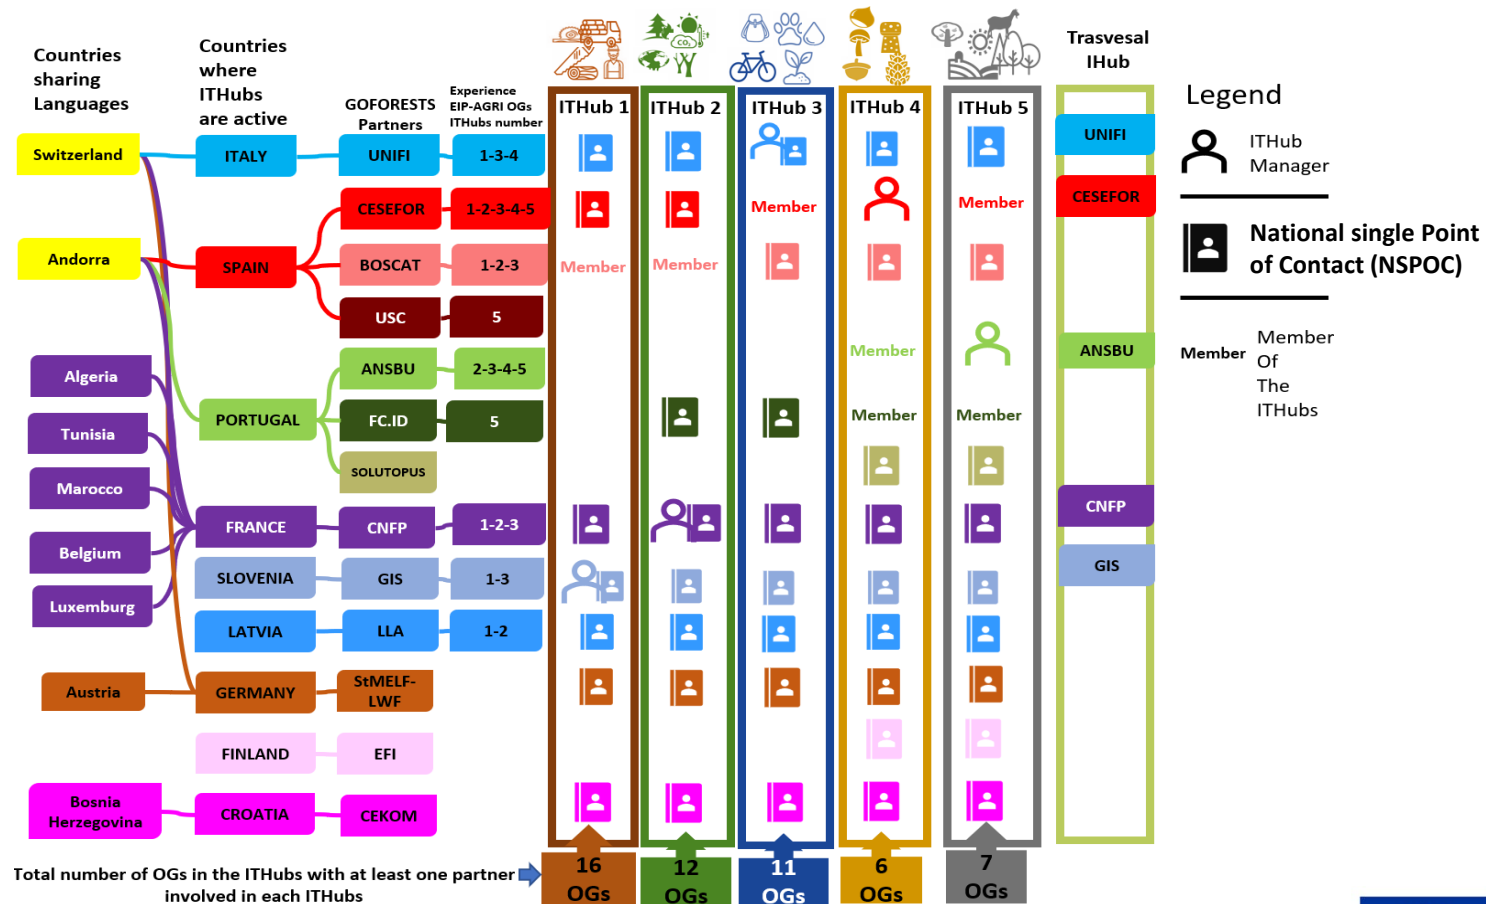 Countries
sharing
Languages
Countries
where
ITHubs
are active
GOFORESTS
Partners
Experience
EIP-AGRI OGs
ITHubs number
CO₂
ITHub 1
ITHub 2
ITHub 3
ITHub 4
ITHub 5
Trasvesal
IHub
Legend
ITHub
Manager
National single Point
of Contact (NSPOC)
Member
Member
Of
The
ITHubs
Switzerland
ITALY
UNIFI
1-3-4
UNIFI
CESEFOR
1-2-3-4-5
Member
Member
CESEFOR
Andorra
SPAIN
BOSCAT
1-2-3
Member
Member
USC
5
Algeria
ANSBU
2-3-4-5
Member
ANSBU
Tunisia
PORTUGAL
FC.ID
5
Member
Member
SOLUTOPUS
Marocco
FRANCE
CNFP
1-2-3
CNFP
Belgium
SLOVENIA
GIS
1-3
GIS
Luxemburg
LATVIA
LLA
1-2
Austria
GERMANY
StMELF-
LWF
FINLAND
EFI
Bosnia
Herzegovina
CROATIA
CEKOM
Total number of OGs in the ITHubs with at least one partner
involved in each ITHubs
16
OGs
12
OGs
11
OGs
6
OGs
7
OGs